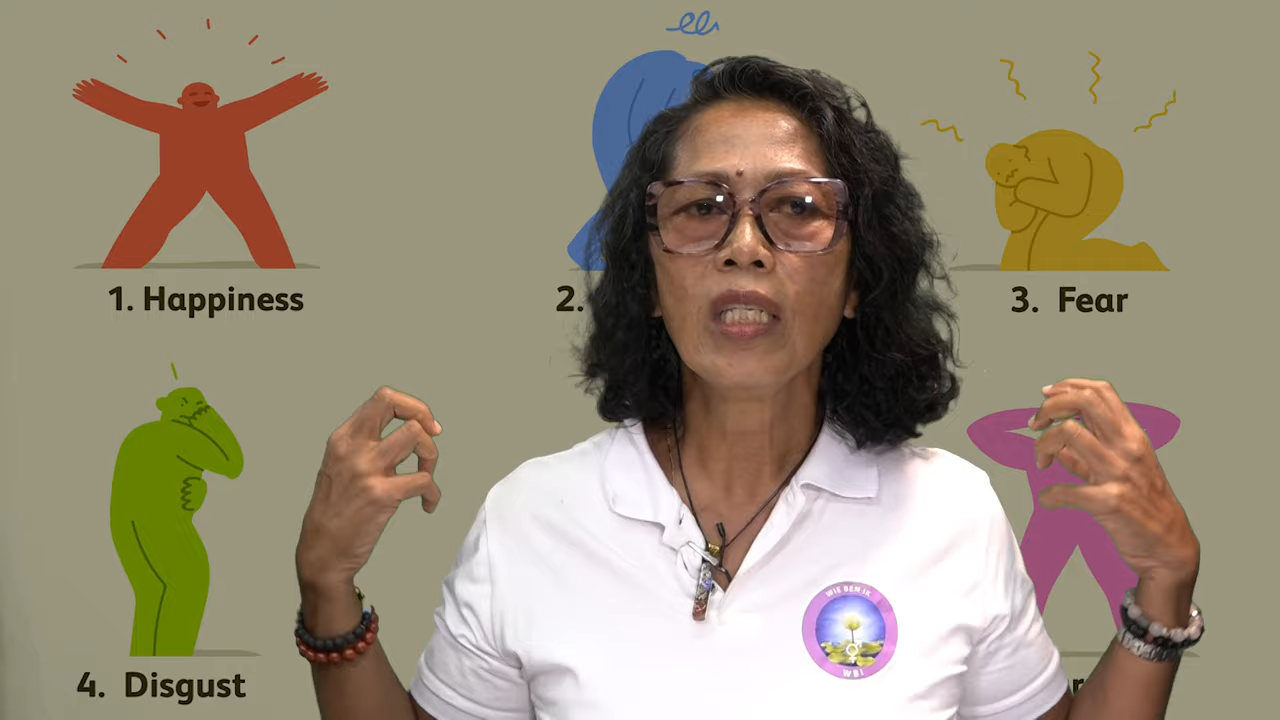 1. Happiness
2.
3. Fear
4. Disgust
WIE BEN IK
WBI